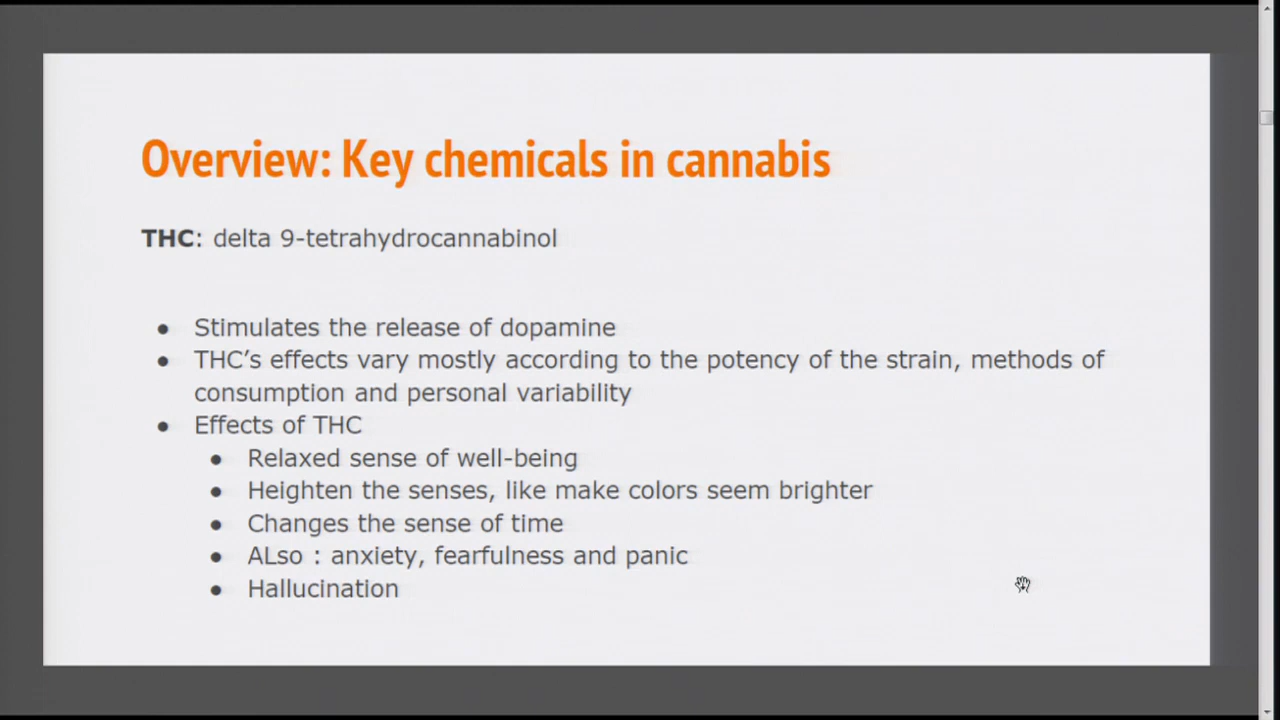 Overview: Key chemicals in cannabis
THC: delta 9-tetrahydrocannabinol
● Stimulates the release of dopamine
● THC’s effects vary mostly according to the potency of the strain, methods of
consumption and personal variability
● Effects of THC
● Relaxed sense of well-being
● Heighten the senses, like make colors seem brighter
● Changes the sense of time
● ALso : anxiety, fearfulness and panic
● Hallucination